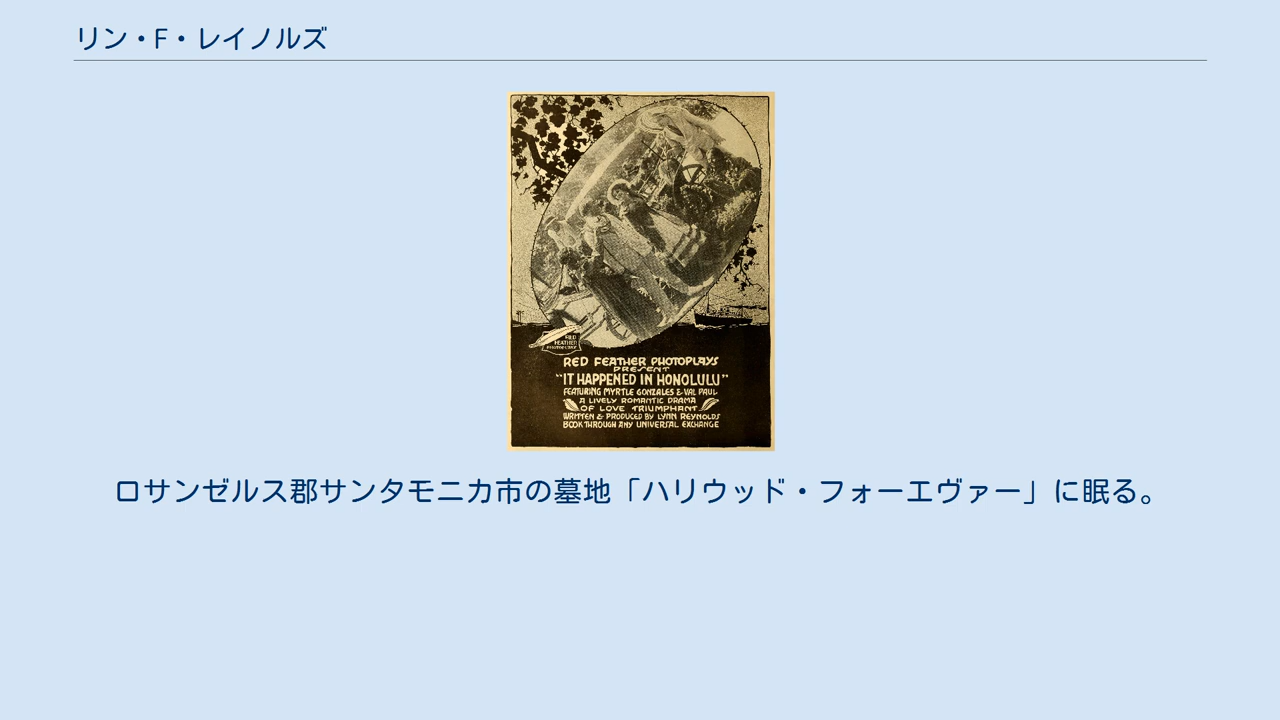 リン・F・レイノルズ
RED
FEATHER
PHOTOPLAYS
RED FEATHER PHOTOPLAYS
PRESENT
"IT HAPPENED IN HONOLULU"
FEATURING MYRTLE GONZALES & VAL PAUL
A LIVELY ROMANTIC DRAMA
OF LOVE TRIUMPHANT
WRITTEN & PRODUCED BY LYNN REYNOLDS
BOOK THROUGH ANY UNIVERSAL EXCHANGE
ロサンゼルス郡サンタモニカ市の墓地「ハリウッド・フォーエヴァー」に眠る。